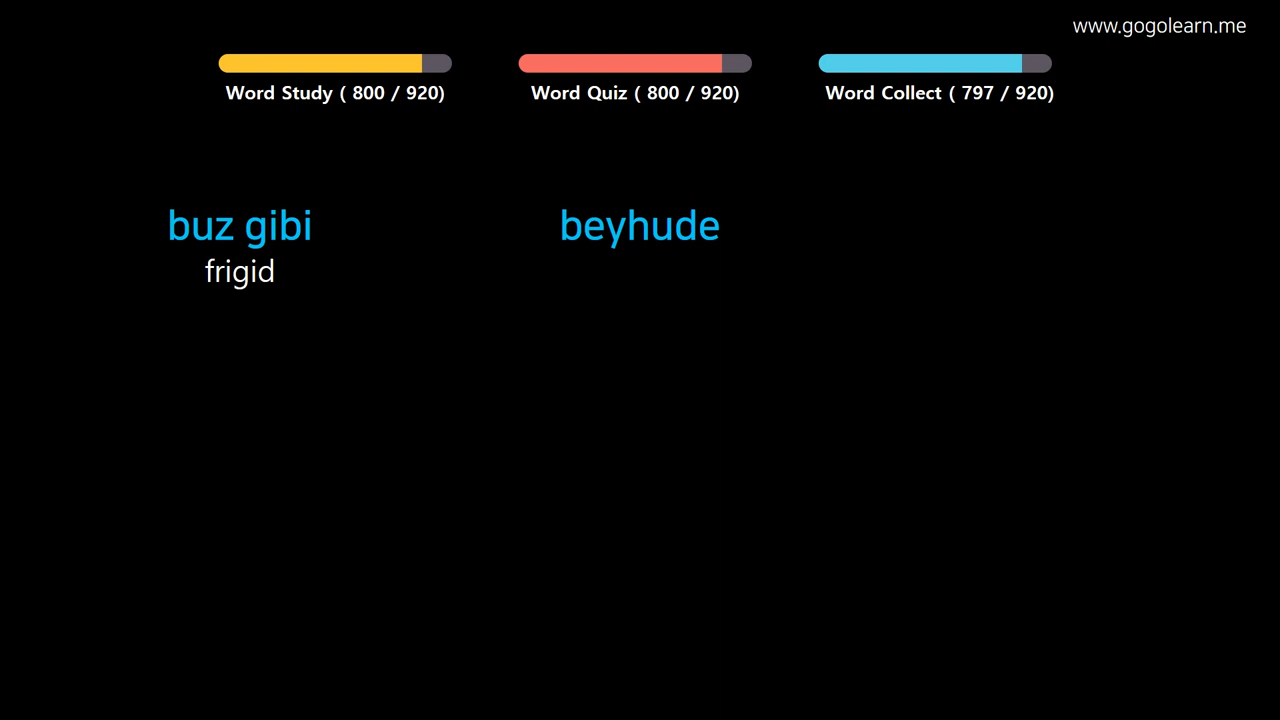 www.gogolearn.me
Word Study ( 800 / 920)
Word Quiz ( 800 / 920)
Word Collect ( 797 / 920)
buz gibi
frigid
beyhude